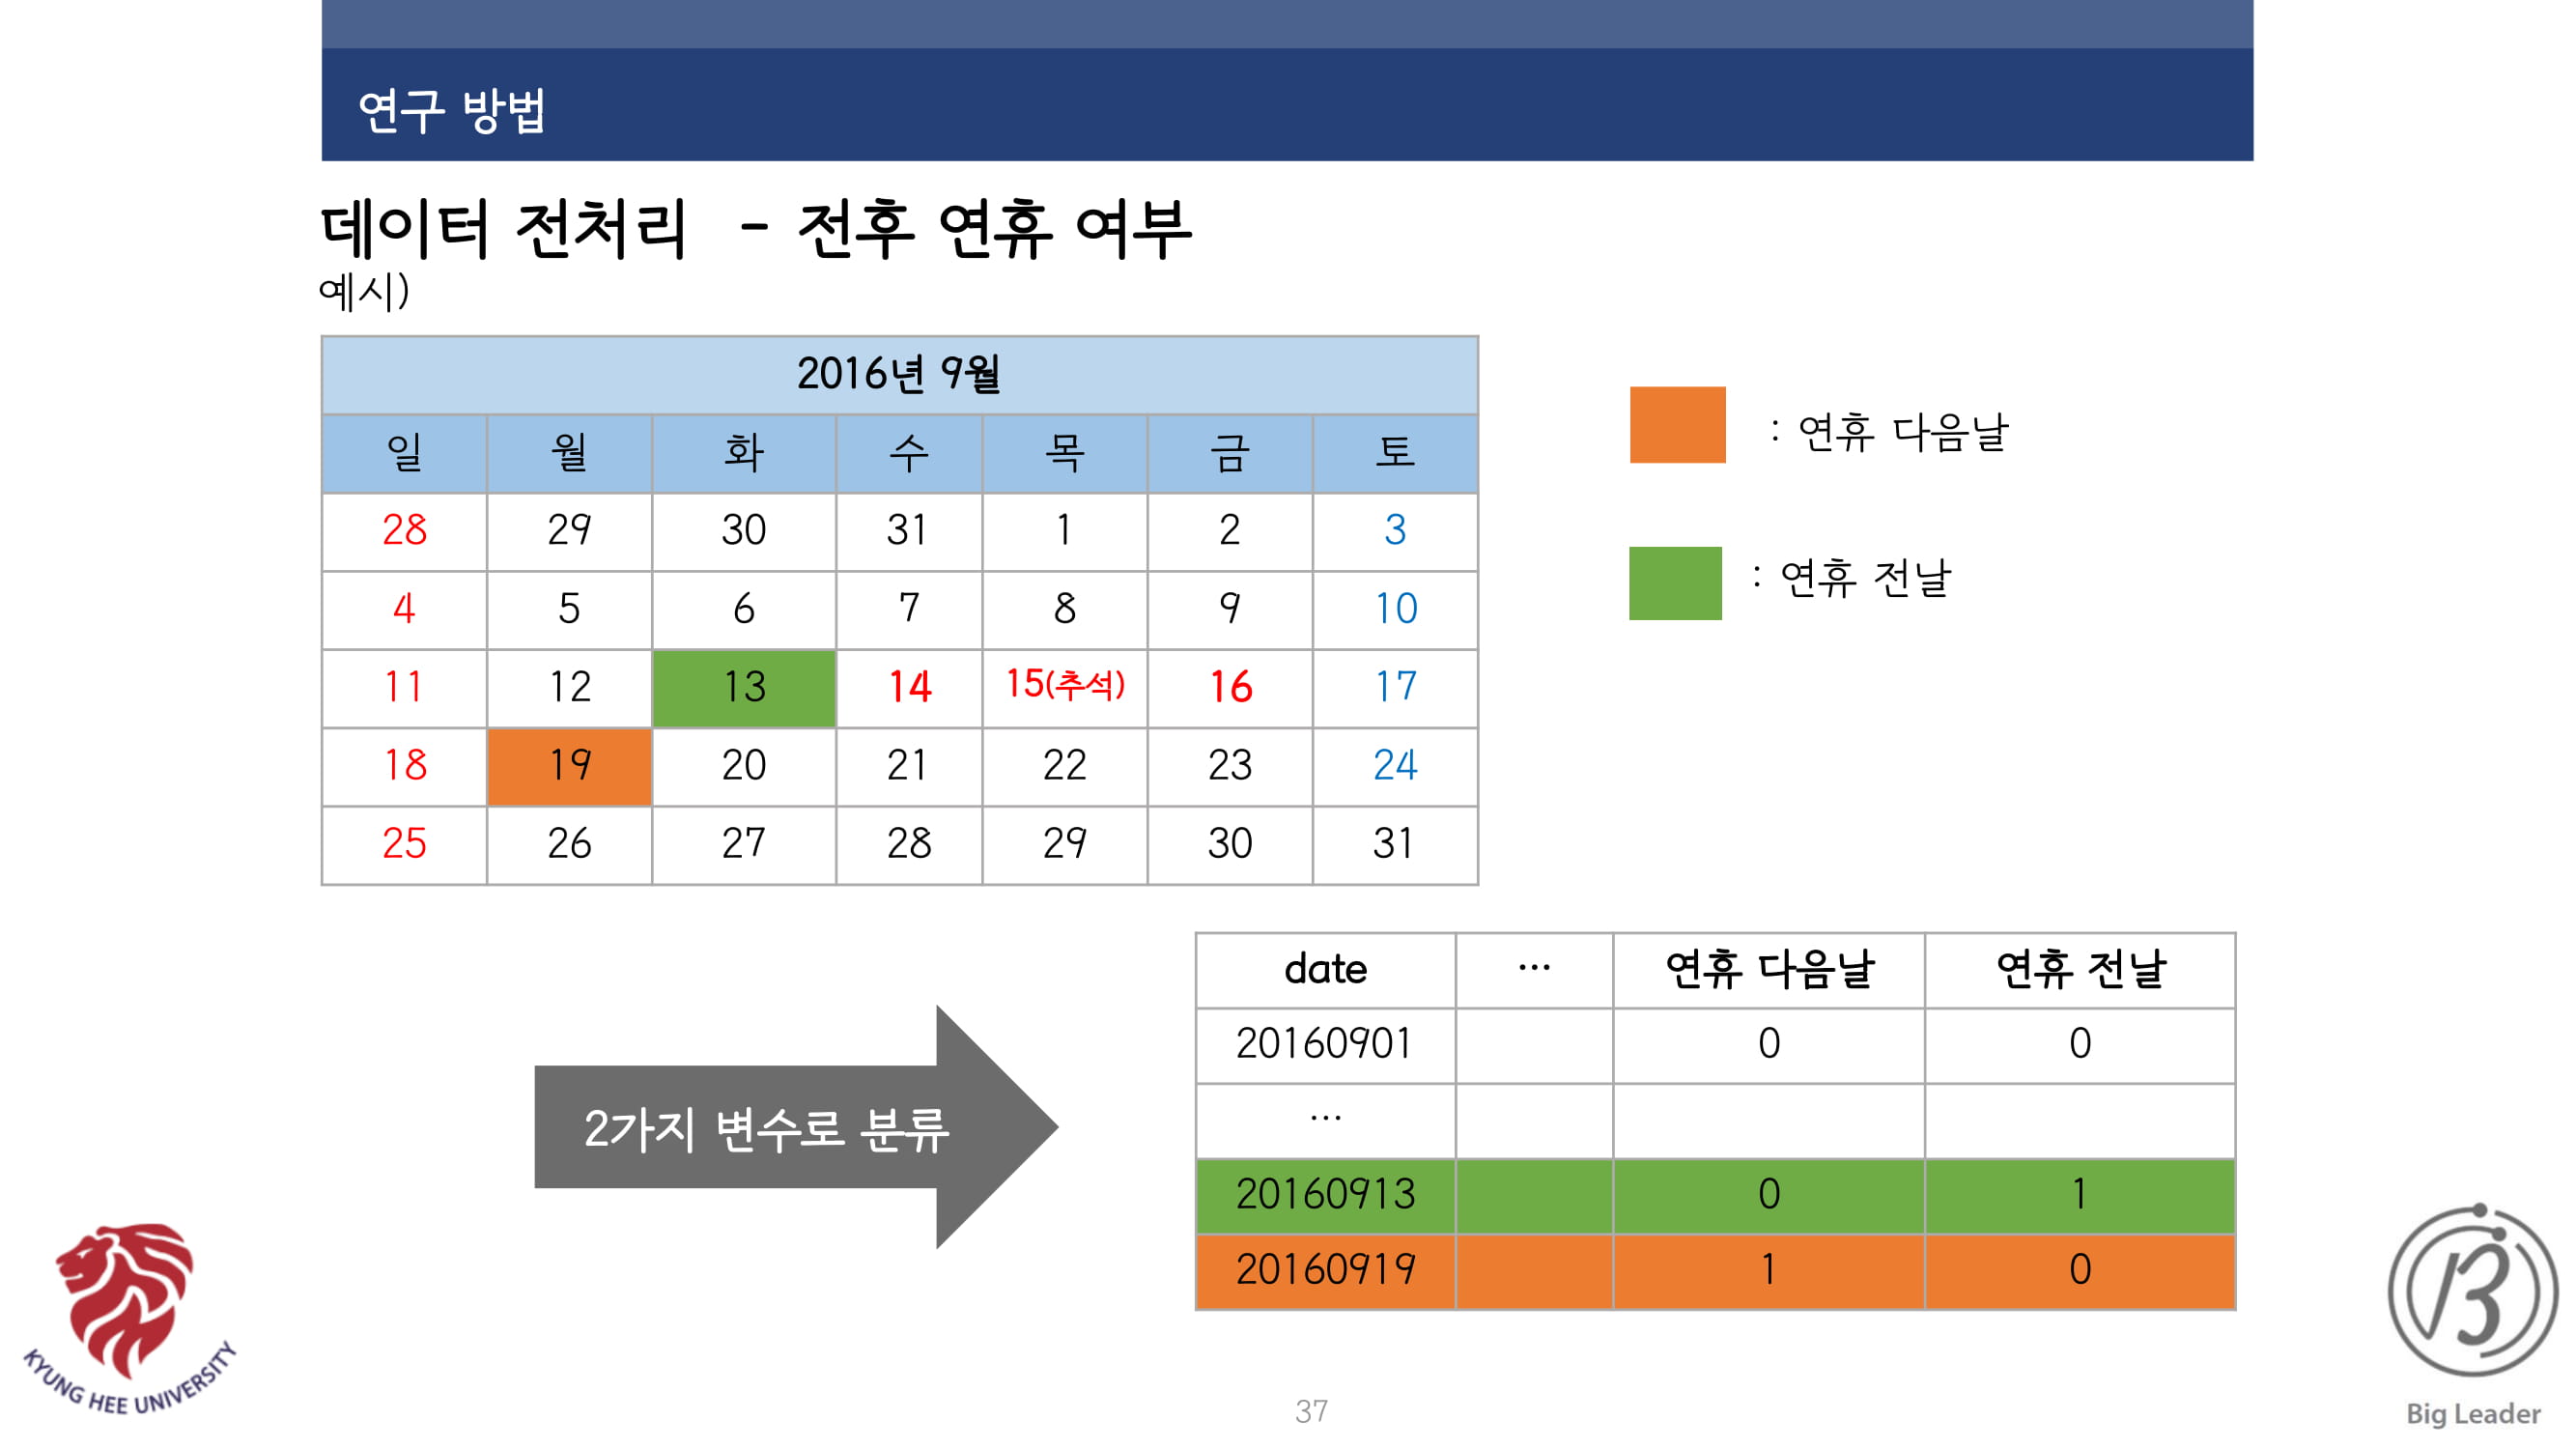 연구 방법
데이터 전처리 - 전후 연휴 여부
예시)
2016년 9월
일 월 화 수 목 금 토
28 29 30 31 1 2 3
4 5 6 7 8 9 10
11 12 13 14 15(추석) 16 17
18 19 20 21 22 23 24
25 26 27 28 29 30 31
: 연휴 다음날
: 연휴 전날
2가지 변수로 분류
date … 연휴 다음날 연휴 전날
20160901 0 0
…
20160913 0 1
20160919 1 0
KYUNG HEE UNIVERSITY
37
B
Big Leader